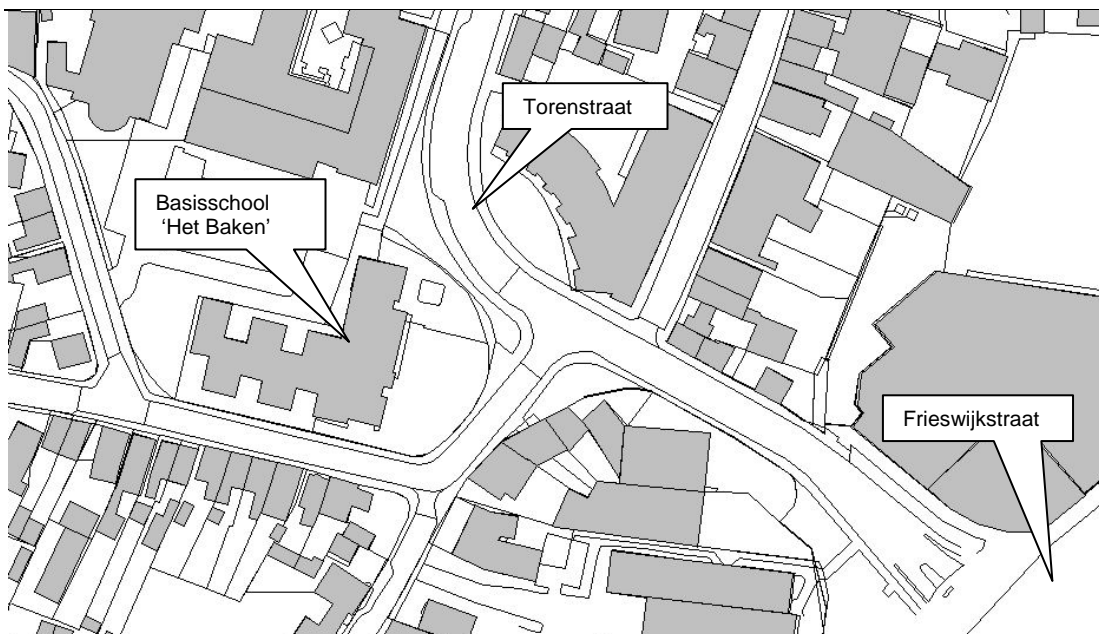 Torenstraat
Basisschool
‘Het Baken’
Frieswijkstraat